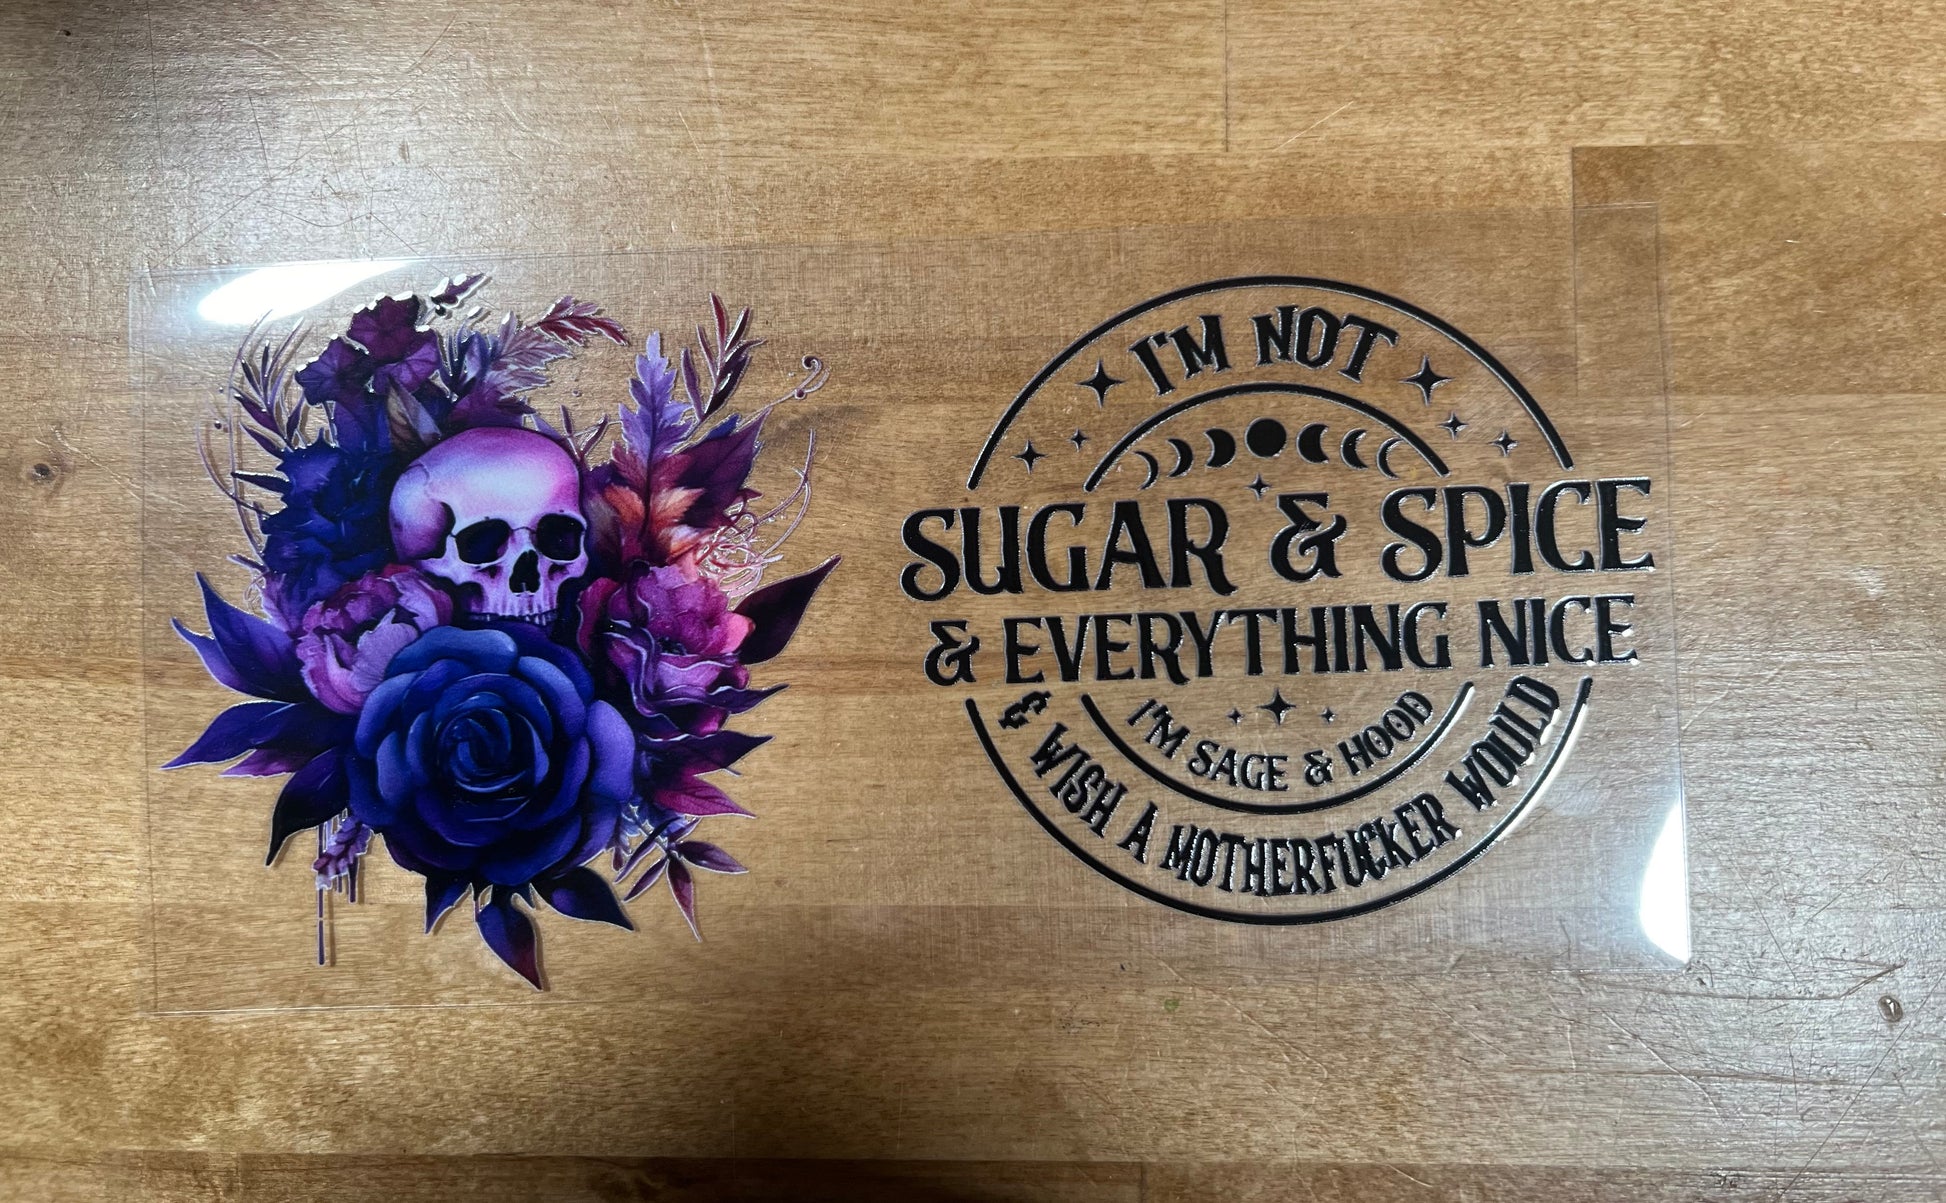 I'M NOT
SUGAR & SPICE
& EVERYTHING NICE
I'M SAGE & HOOD
& WISH A MOTHERFUCKER WOULD